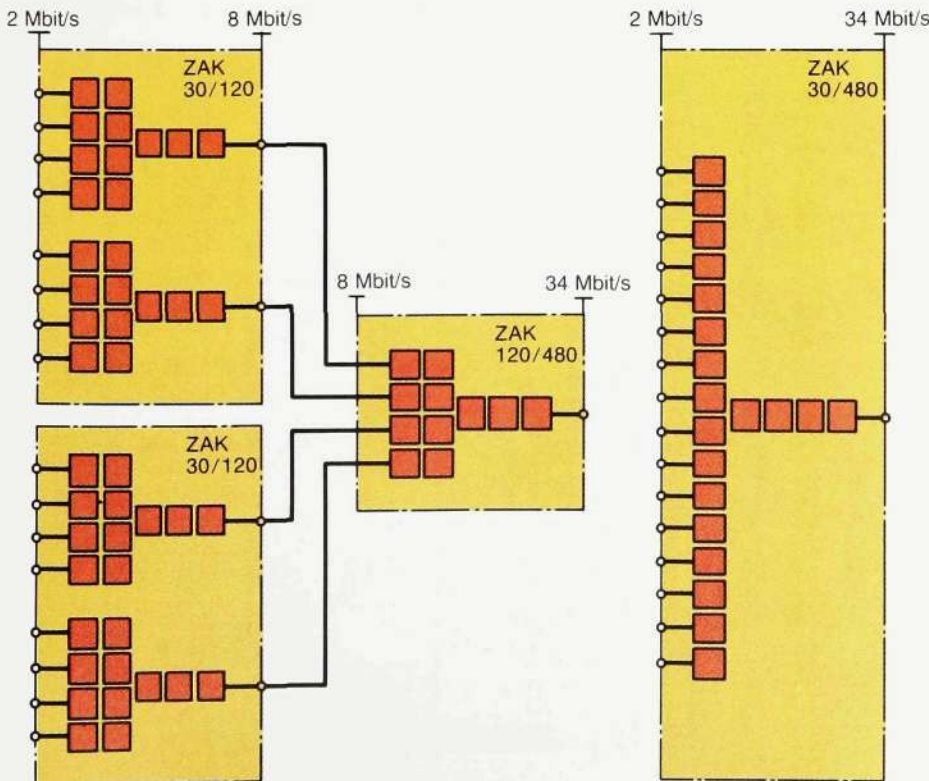 2 Mbit/s
8 Mbit/s
ZAK
30/120
ZAK
30/120
8 Mbit/s
34 Mbit/s
ZAK
120/480
2 Mbit/s
34 Mbit/s
ZAK
30/480